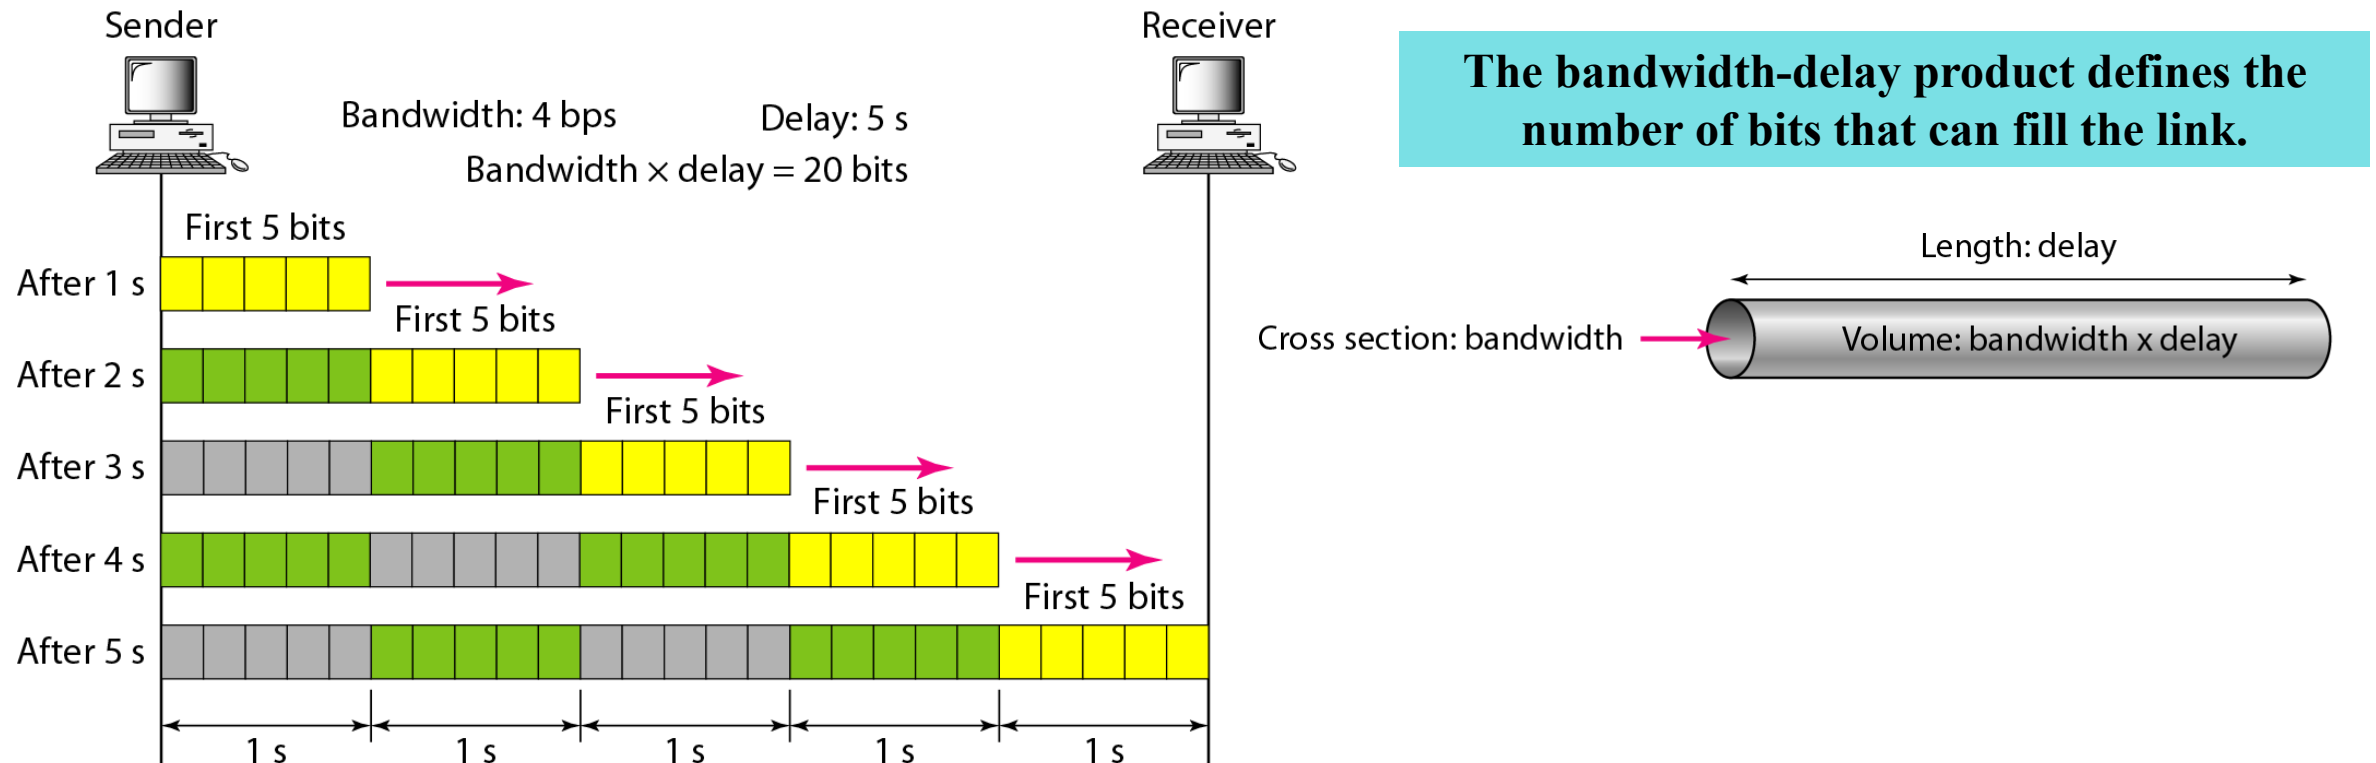 Sender
Receiver
The bandwidth-delay product defines the
number of bits that can fill the link.
Bandwidth: 4 bps
Delay: 5 s
Bandwidth × delay = 20 bits
First 5 bits
After 1 s
First 5 bits
After 2 s
First 5 bits
After 3 s
First 5 bits
After 4 s
First 5 bits
After 5 s
1 s
1 s
1 s
1 s
1 s
Length: delay
Cross section: bandwidth
Volume: bandwidth x delay